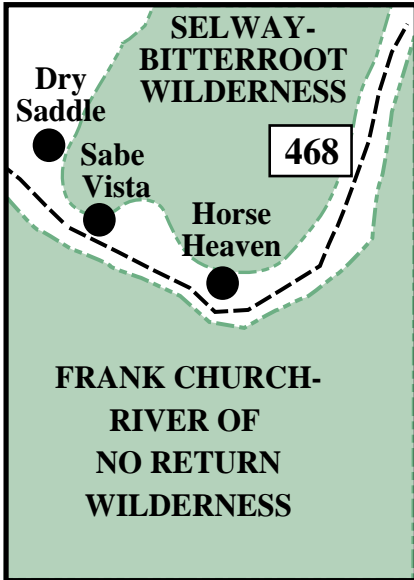 SELWAY-
BITTERROOT
WILDERNESS
Dry
Saddle
Sabe
Vista
468
Horse
Heaven
FRANK CHURCH-
RIVER OF
NO RETURN
WILDERNESS